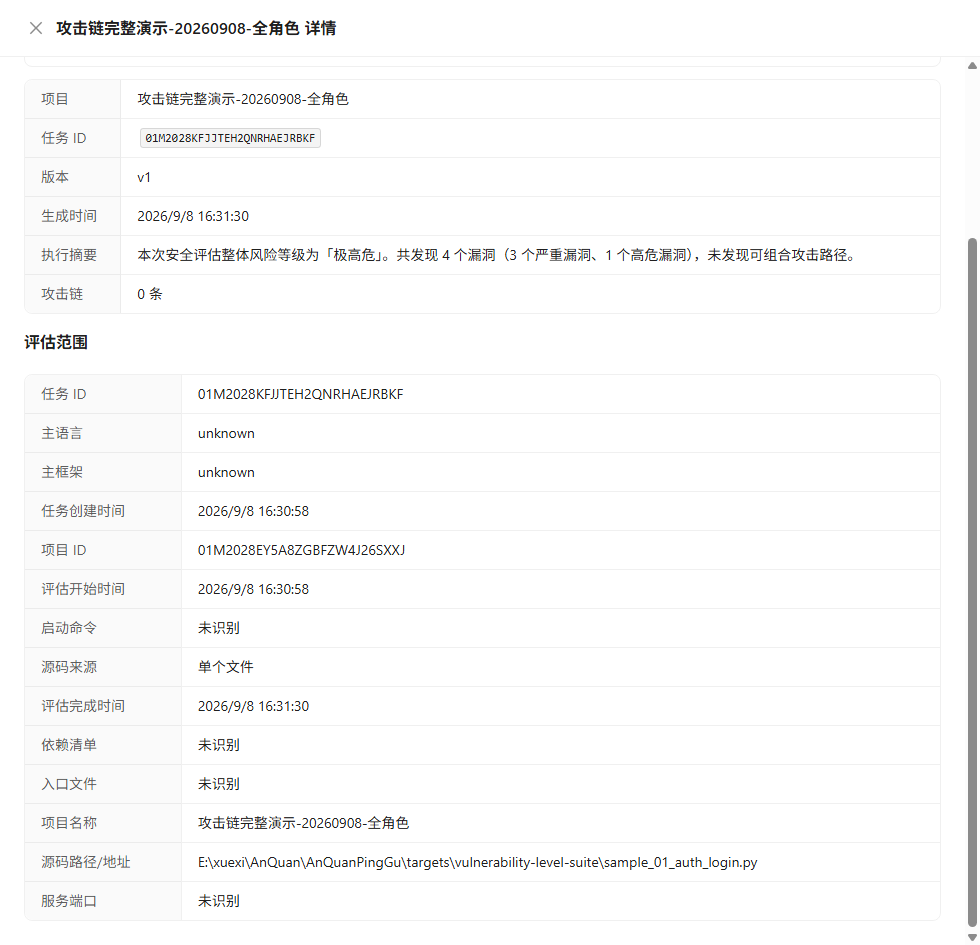 攻击链完整演示-20260908-全角色 详情
项目 攻击链完整演示-20260908-全角色
任务 ID 01M2028KFJJTEH2QNRHAEJRBKF
版本 v1
生成时间 2026/9/8 16:31:30
执行摘要 本次安全评估整体风险等级为「极高危」。共发现 4 个漏洞（3 个严重漏洞、1 个高危漏洞），未发现可组合攻击路径。
攻击链 0 条
评估范围
任务 ID 01M2028KFJJTEH2QNRHAEJRBKF
主语言 unknown
主框架 unknown
任务创建时间 2026/9/8 16:30:58
项目 ID 01M2028EY5A8ZGBFZW4J26SXXJ
评估开始时间 2026/9/8 16:30:58
启动命令 未识别
源码来源 单个文件
评估完成时间 2026/9/8 16:31:30
依赖清单 未识别
入口文件 未识别
项目名称 攻击链完整演示-20260908-全角色
源码路径/地址 E:\xuexi\AnQuan\AnQuanPingGu\targets\vulnerability-level-suite\sample_01_auth_login.py
服务端口 未识别